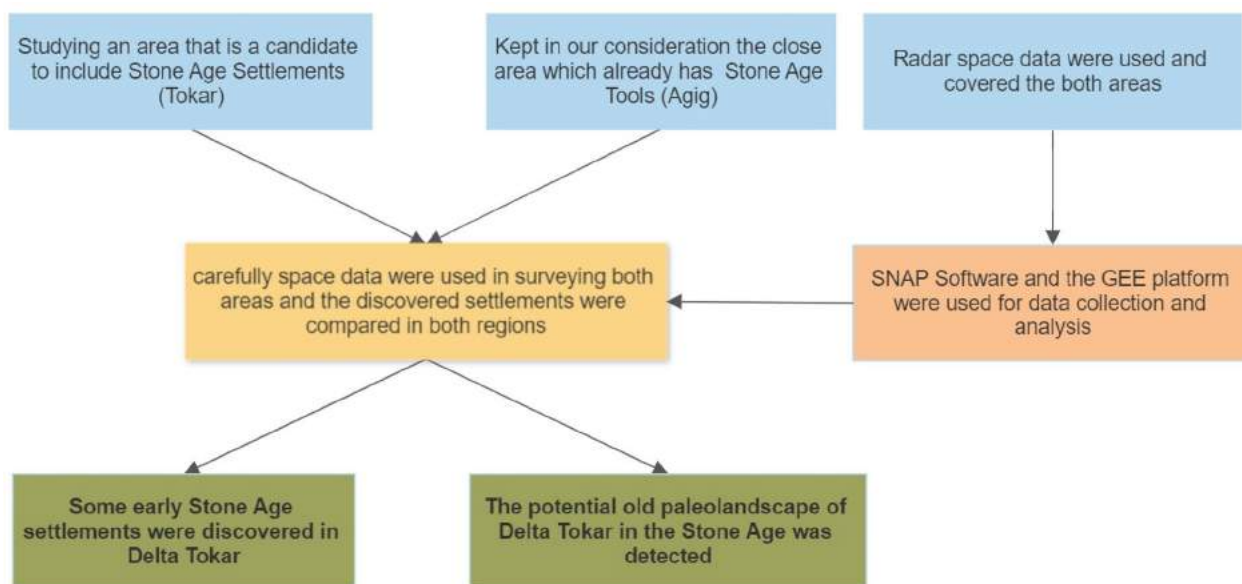 Studying an area that is a candidate
to include Stone Age Settlements
(Tokar)
Kept in our consideration the close
area which already has Stone Age
Tools (Agig)
Radar space data were used and
covered the both areas
carefully space data were used in surveying both
areas and the discovered settlements were
compared in both regions
SNAP Software and the GEE platform
were used for data collection and
analysis
Some early Stone Age
settlements were discovered in
Delta Tokar
The potential old paleolandscape of
Delta Tokar in the Stone Age was
detected